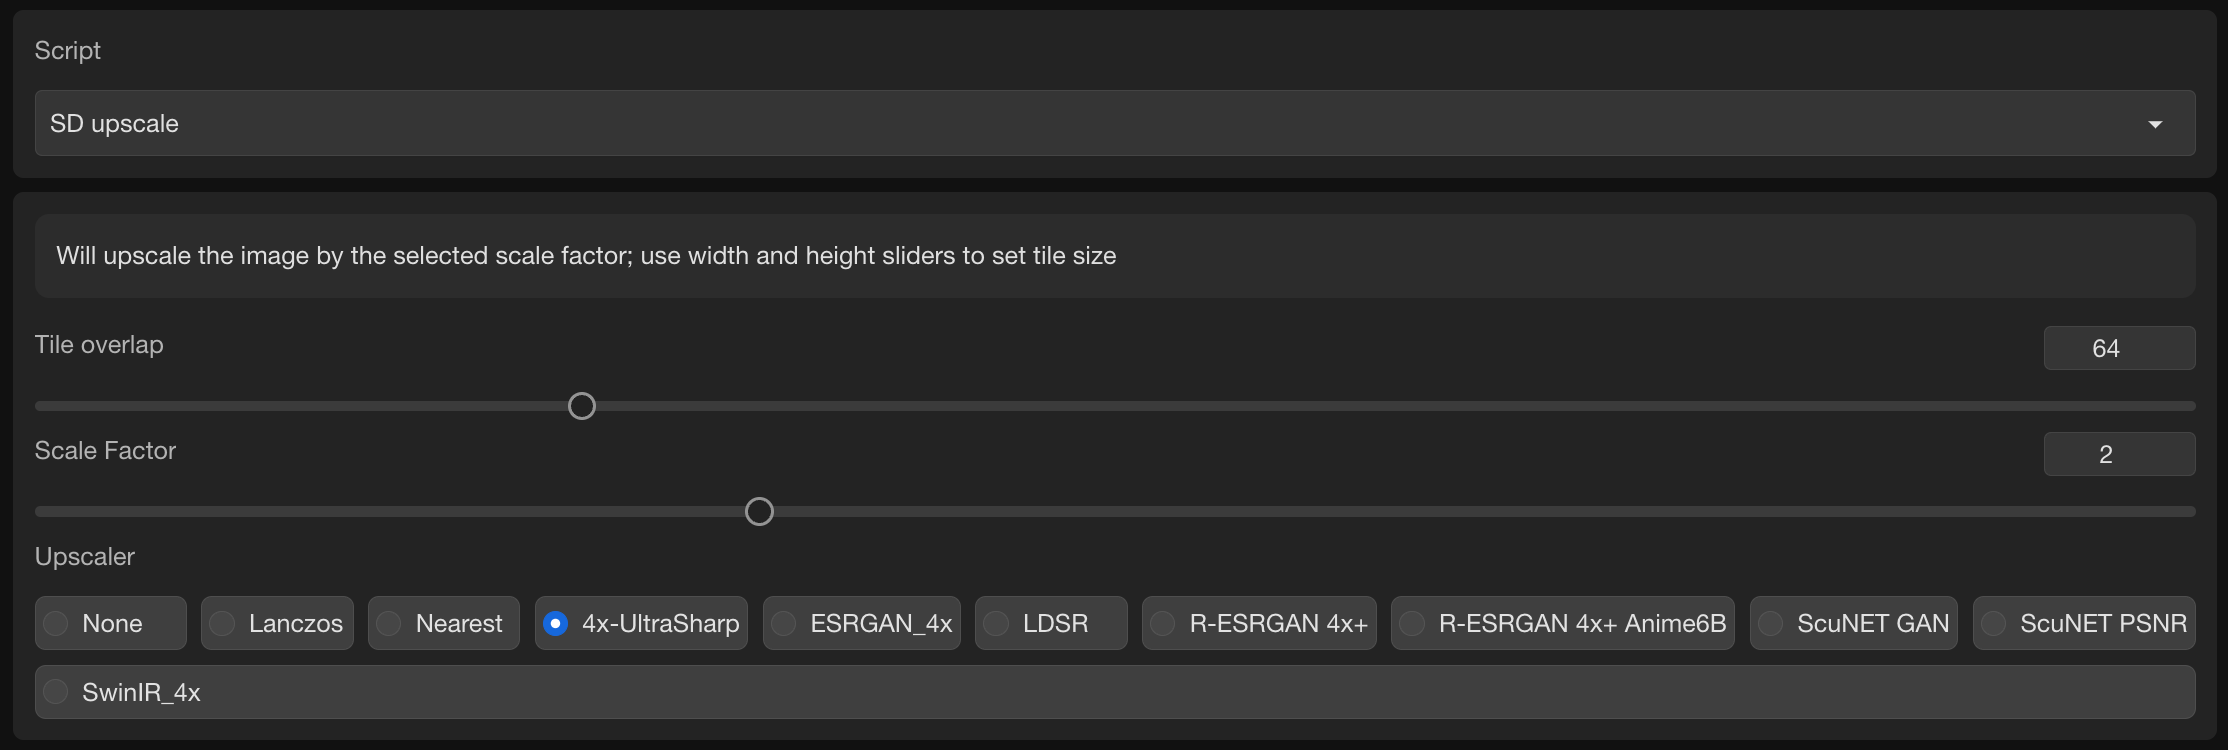 Script
SD upscale
Will upscale the image by the selected scale factor; use width and height sliders to set tile size
Tile overlap
64
Scale Factor
2
Upscaler
None Lanczos Nearest 4x-UltraSharp ESRGAN_4x LDSR R-ESRGAN 4x+ R-ESRGAN 4x+ Anime6B ScuNET GAN ScuNET PSNR
SwinIR_4x